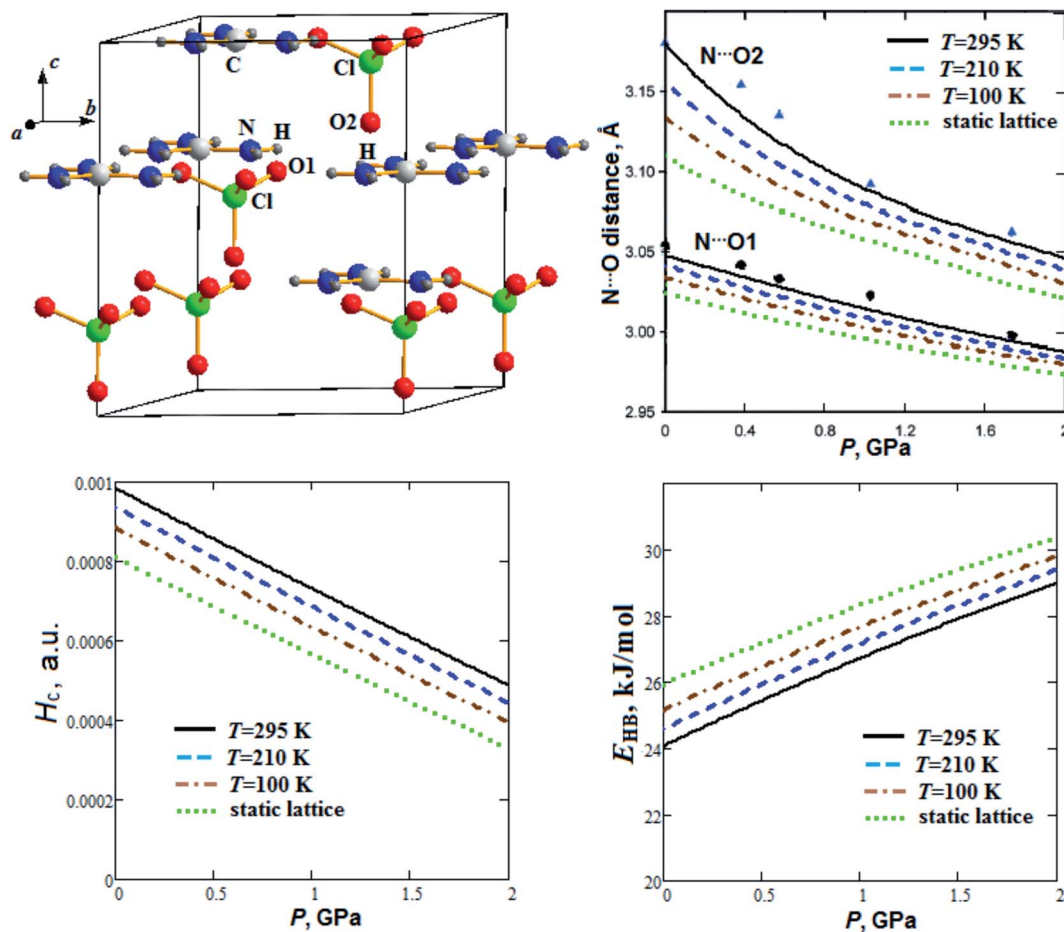 c
b
a
C
Cl
O2
N
H
O1
H
Cl
N···O distance, Å
3.15
3.10
3.05
3.00
2.95
N···O2
N···O1
T=295 K
T=210 K
T=100 K
static lattice
0
0.4
0.8
1.2
1.6
2
P, GPa
Hc, a.u.
0.001
0.0008
0.0006
0.0004
0.0002
0
T=295 K
T=210 K
T=100 K
static lattice
0
0.5
1
1.5
2
P, GPa
EHB, kJ/mol
30
28
26
24
22
20
T=295 K
T=210 K
T=100 K
static lattice
0
0.5
1
1.5
2
P, GPa